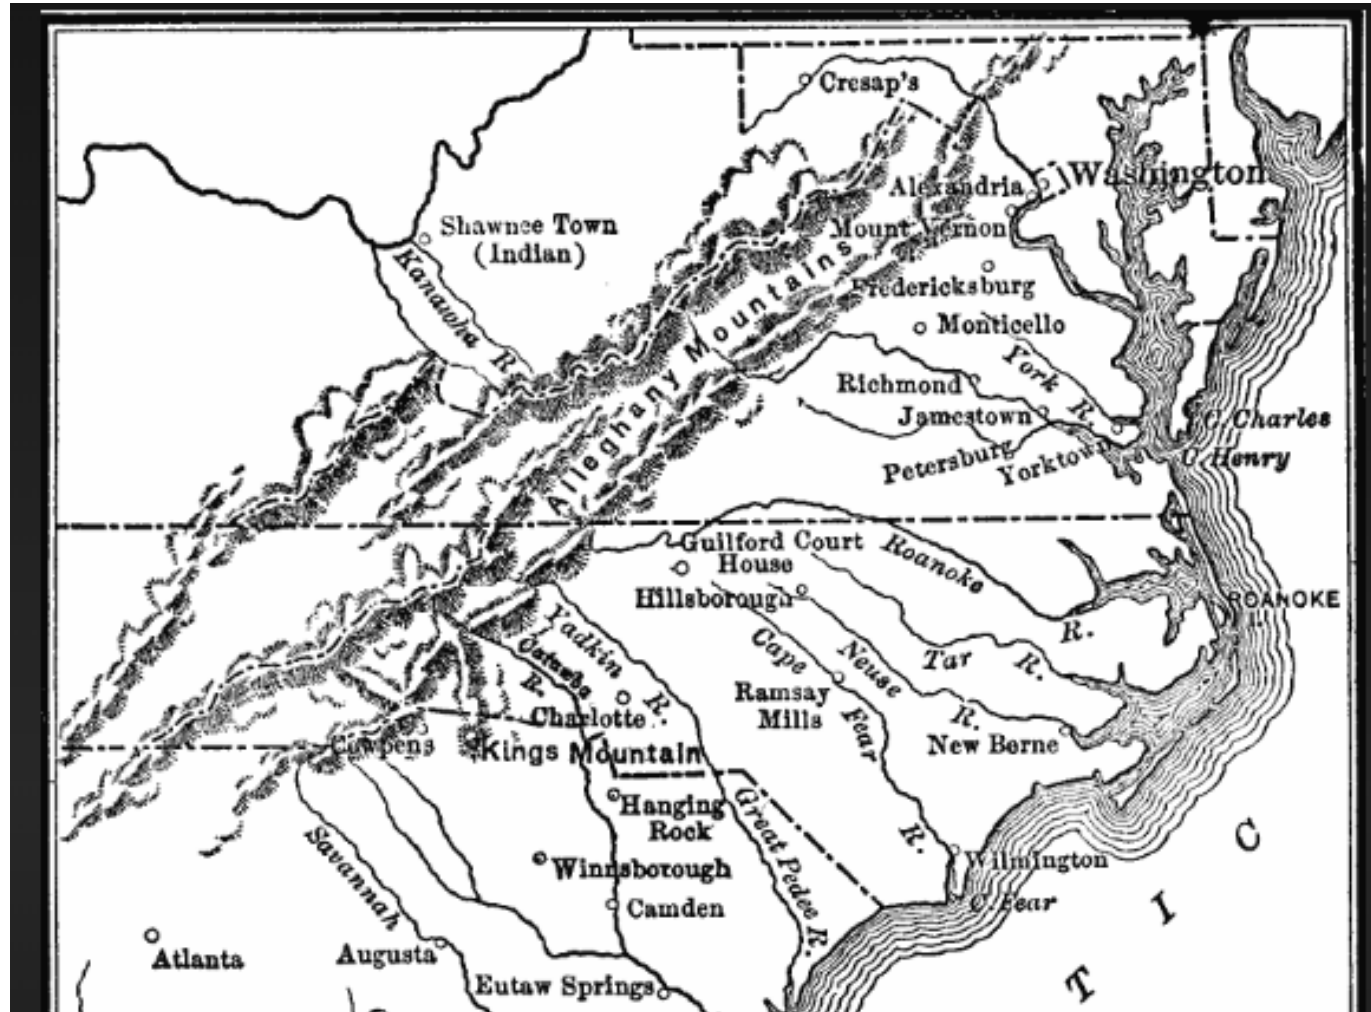 Cresap's
Washington
Alexandria
Mount Vernon
Shawnee Town
(Indian)
Kanawha R.
Fredericksburg
Alleghany Mountains
Monticello
York R.
Richmond
Jamestown
C. Charles
Petersburg
Yorktown
C. Henry
Guilford Court
House
Roanoke R.
ROANOKE
I.
Hillsborough
Yadkin R.
Catawba
R.
Cape Fear R.
Neuse R.
Tar R.
Ramsay
Mills
Charlotte
New Berne
Cowpens
Kings Mountain
Hanging
Rock
Great Pedee R.
Savannah
Winnsborough
Wilmington
C. Fear
Camden
Atlanta
Augusta
Eutaw Springs
T I C